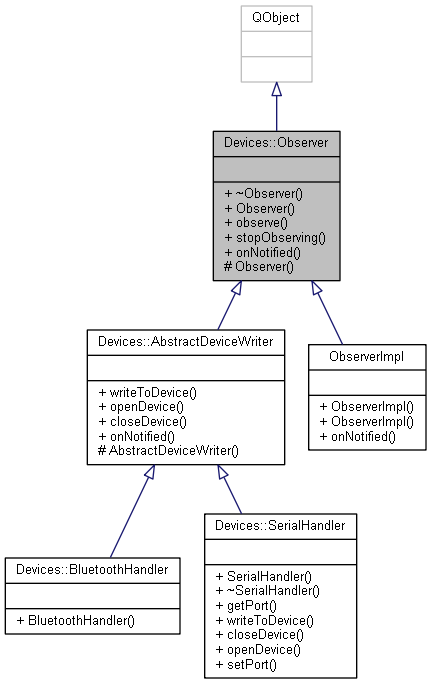 QObject
Devices::Observer
+ ~Observer()
+ Observer()
+ observe()
+ stopObserving()
+ onNotified()
# Observer()
Devices::AbstractDeviceWriter
+ writeToDevice()
+ openDevice()
+ closeDevice()
+ onNotified()
# AbstractDeviceWriter()
ObserverImpl
+ ObserverImpl()
+ ObserverImpl()
+ onNotified()
Devices::BluetoothHandler
+ BluetoothHandler()
Devices::SerialHandler
+ SerialHandler()
+ ~SerialHandler()
+ getPort()
+ writeToDevice()
+ closeDevice()
+ openDevice()
+ setPort()